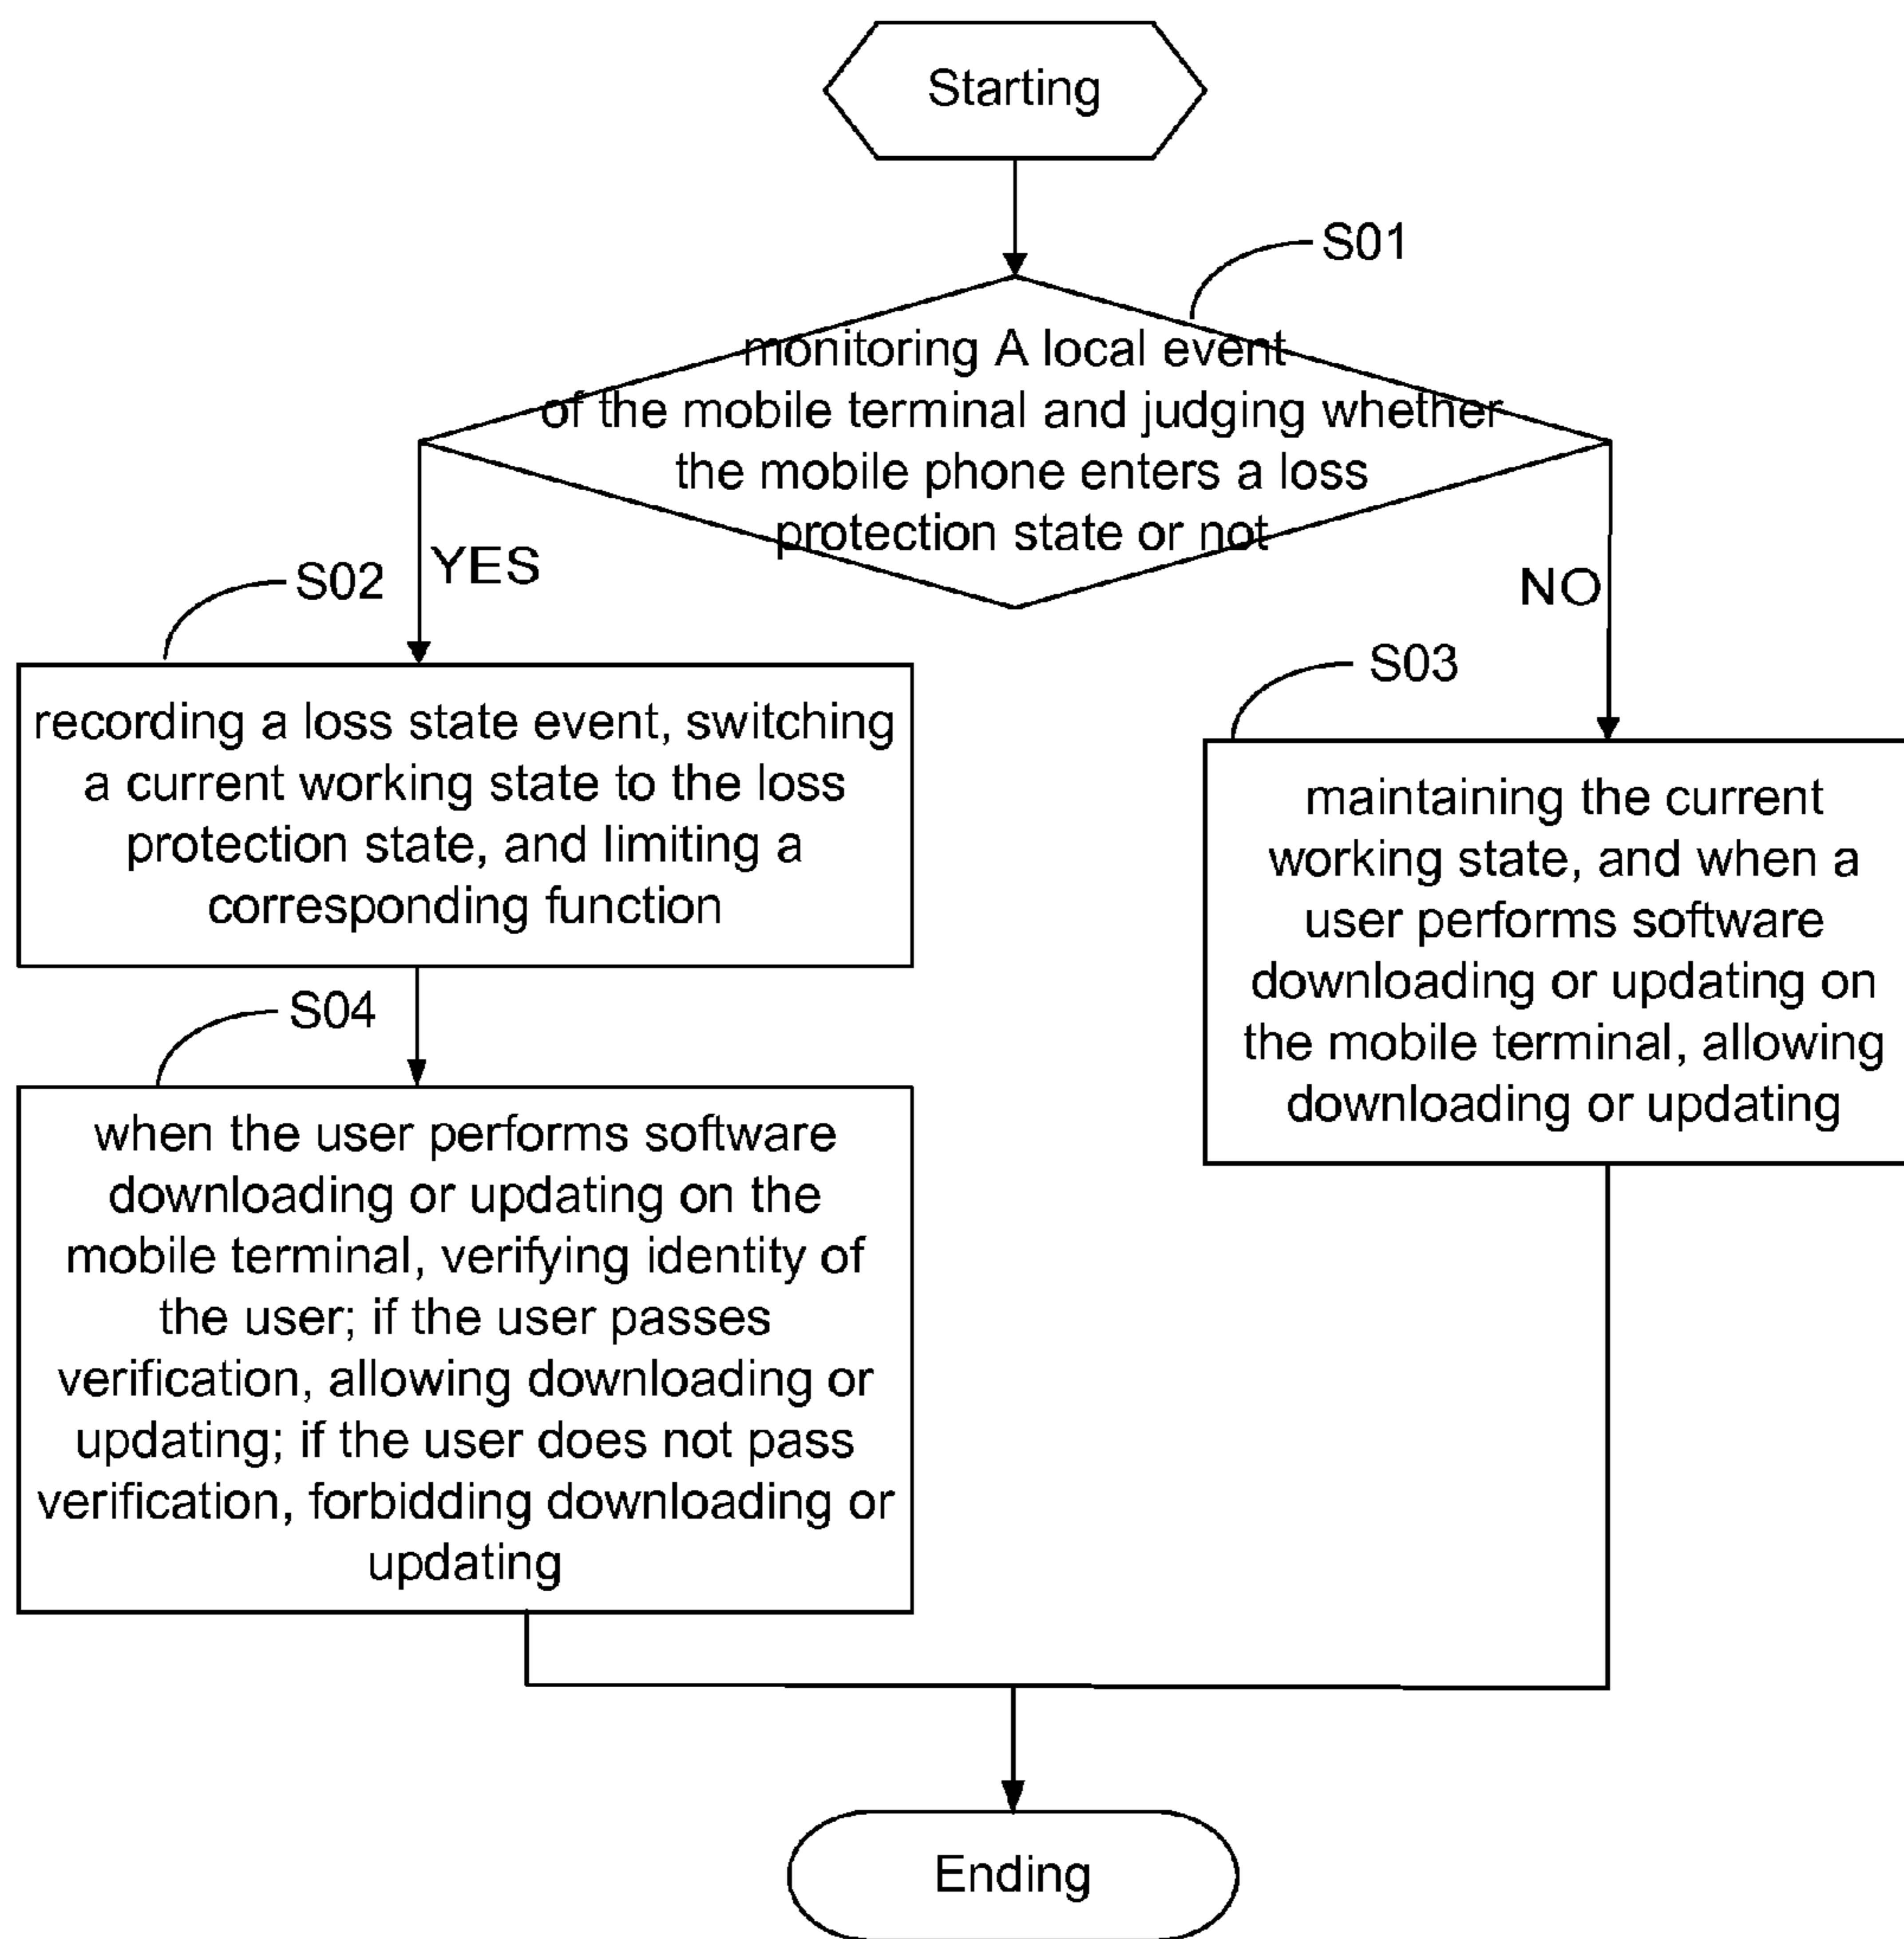 Starting
S01
monitoring A local event
of the mobile terminal and judging whether
the mobile phone enters a loss
protection state or not
YES
NO
S02
recording a loss state event, switching
a current working state to the loss
protection state, and limiting a
corresponding function
S03
maintaining the current
working state, and when a
user performs software
downloading or updating on
the mobile terminal, allowing
downloading or updating
S04
when the user performs software
downloading or updating on the
mobile terminal, verifying identity of
the user; if the user passes
verification, allowing downloading or
updating; if the user does not pass
verification, forbidding downloading or
updating
Ending